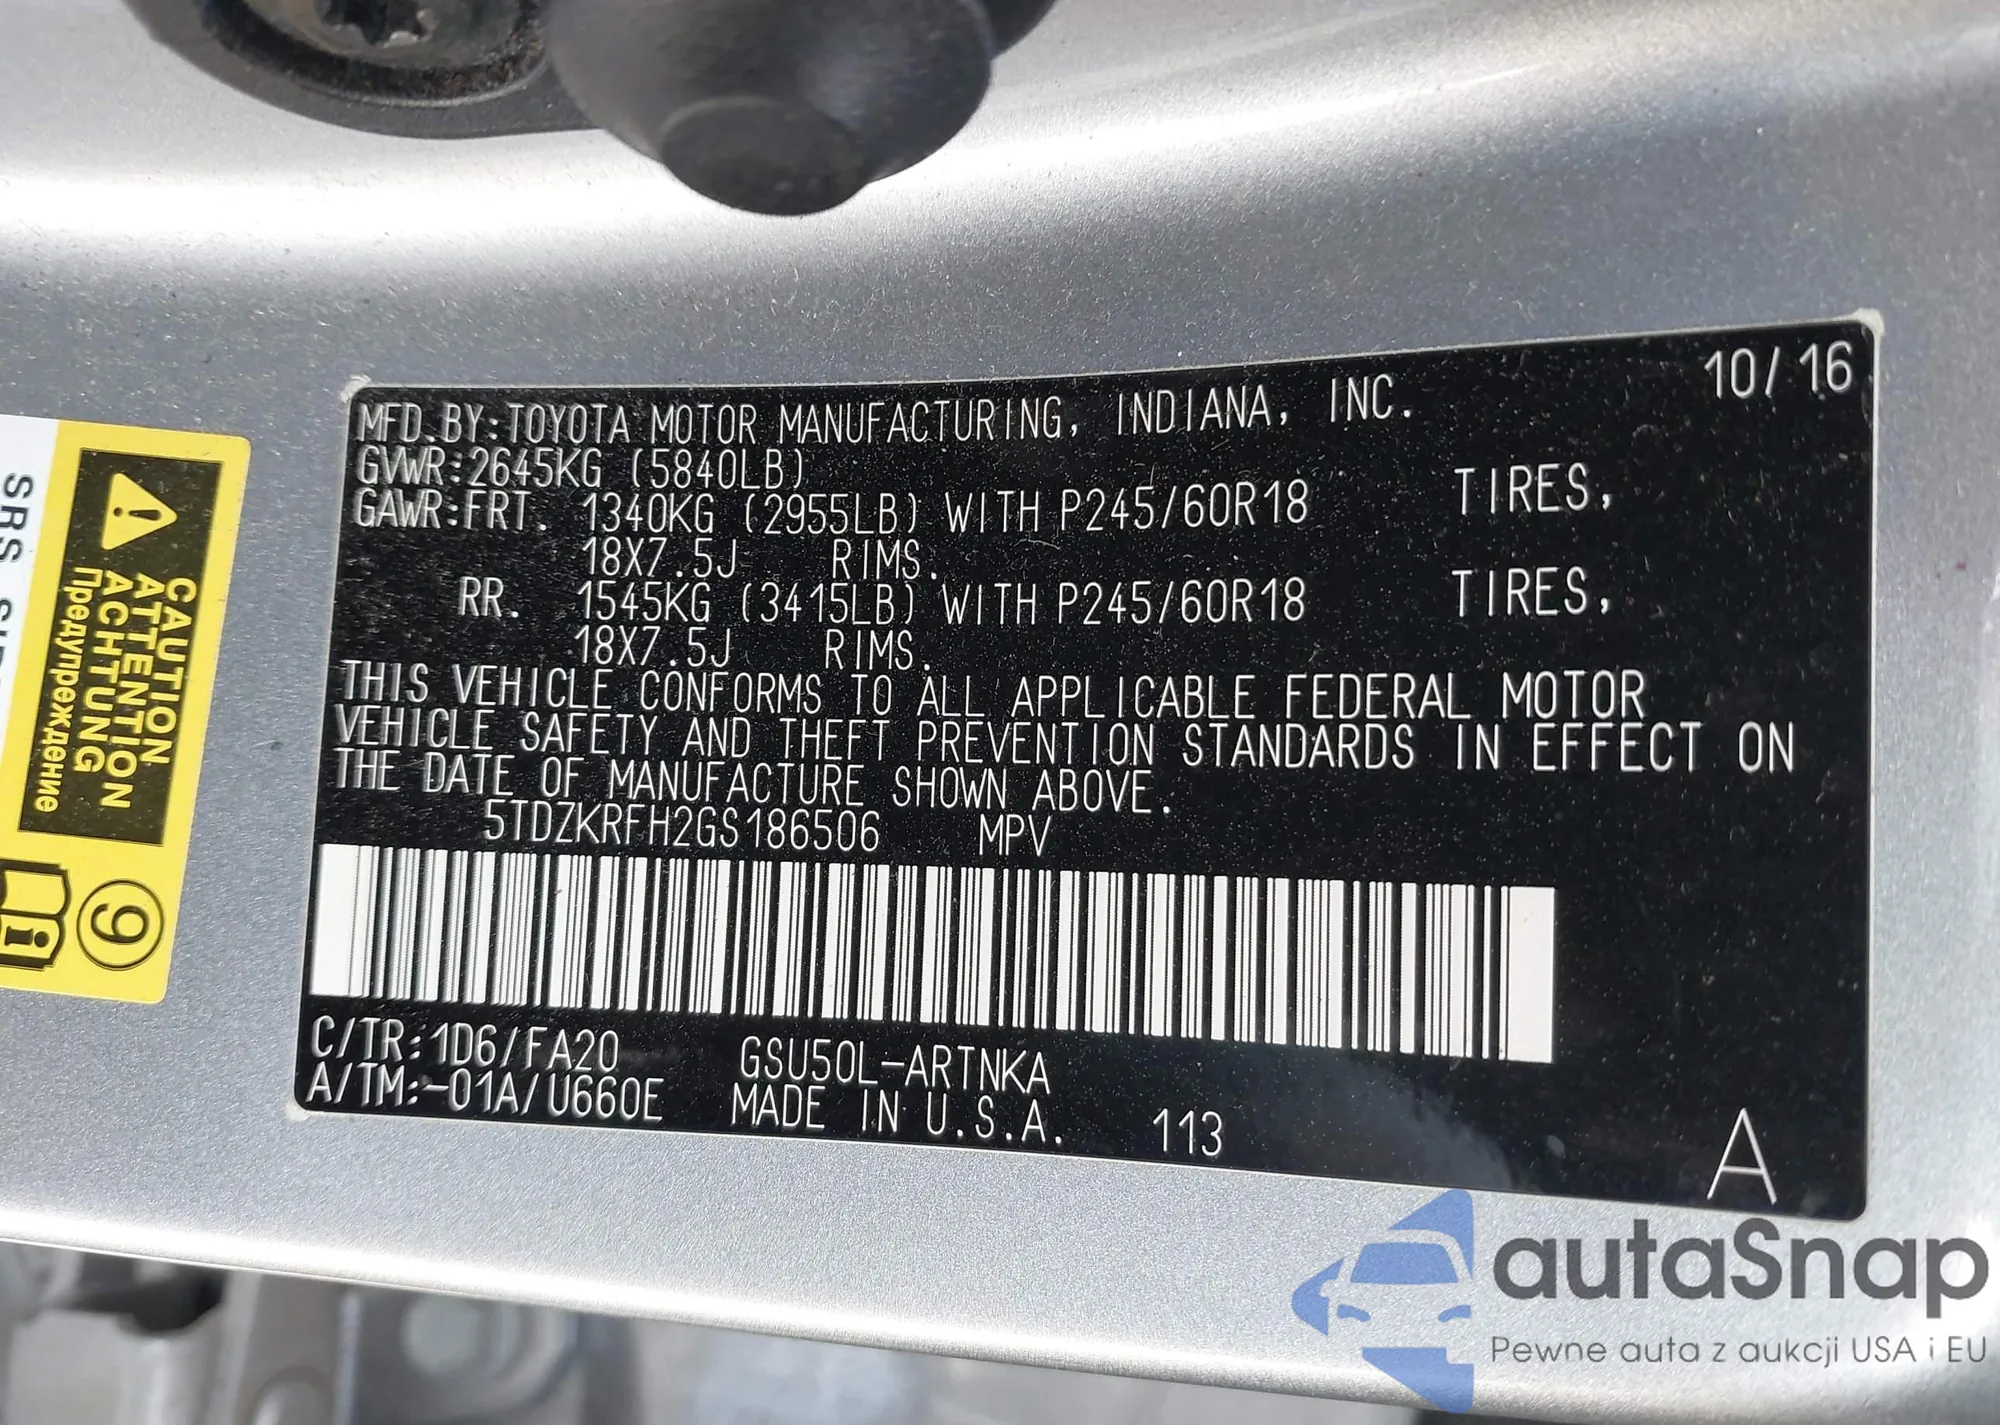 10/16
MFD.BY:TOYOTA MOTOR MANUFACTURING, INDIANA, INC.
GVWR:2645KG (5840LB)
GAWR:FRT. 1340KG (2955LB) WITH P245/60R18 TIRES,
18X7.5J RIMS.
RR. 1545KG (3415LB) WITH P245/60R18 TIRES,
18X7.5J RIMS.
THIS VEHICLE CONFORMS TO ALL APPLICABLE FEDERAL MOTOR
VEHICLE SAFETY AND THEFT PREVENTION STANDARDS IN EFFECT ON
THE DATE OF MANUFACTURE SHOWN ABOVE.
5TDZKRFH2GS186506 MPV
C/TR:1D6/FA20 GSU50L-ARTNKA
A/TM:-01A/U660E MADE IN U.S.A. 113
A
SRS
CAUTION
ATTENTION
ACHTUNG
Предупреждение
9
autaSnap
Pewne auta z aukcji USA i EU